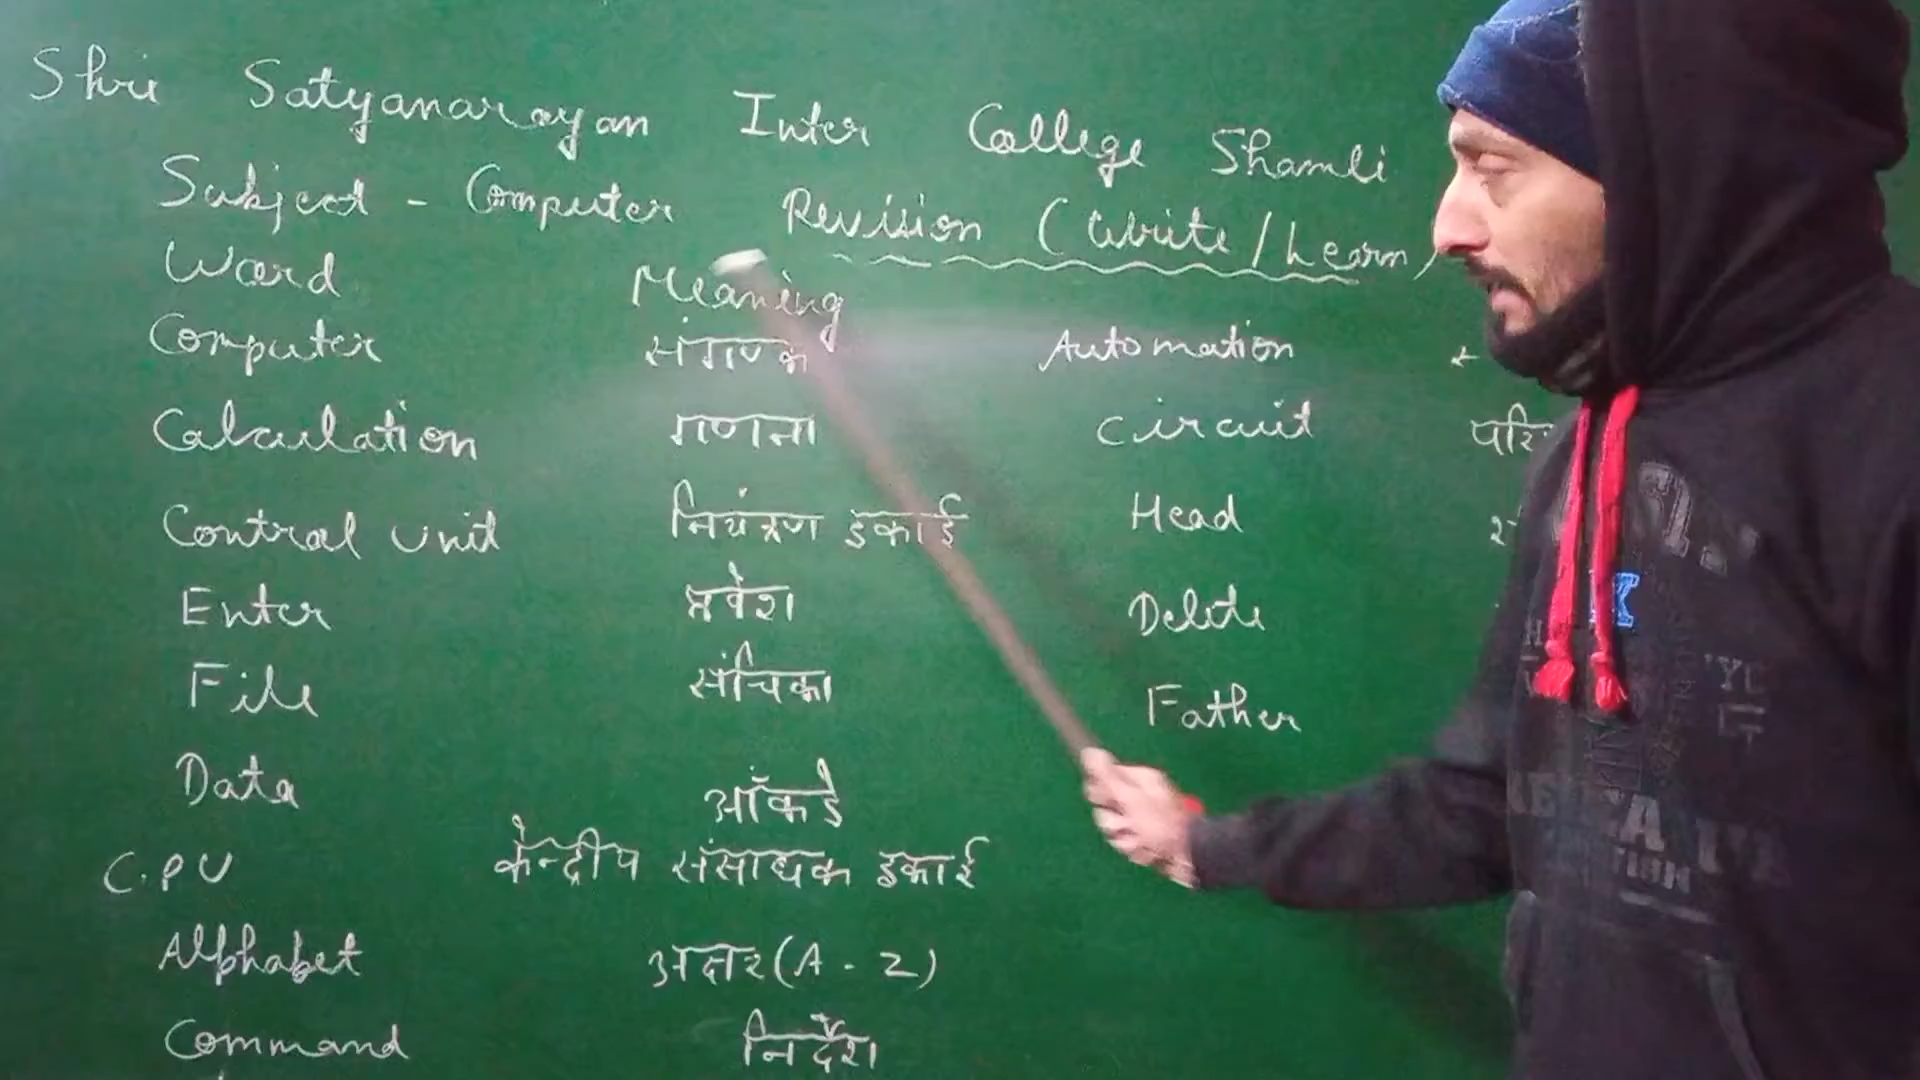 Shri Satyanarayan Inter College Shamli
Subject - Computer Revision (Write/Learn)
Word Meaning
Computer संगणक Automation
Calculation गणना Circuit परि
Control unit नियंत्रण इकाई Head
Enter प्रवेश Delete
File संचिका Father
Data आँकडे
C.P.U केन्द्रीय संसाधक इकाई
Alphabet अक्षर (A - Z)
Command निर्देश